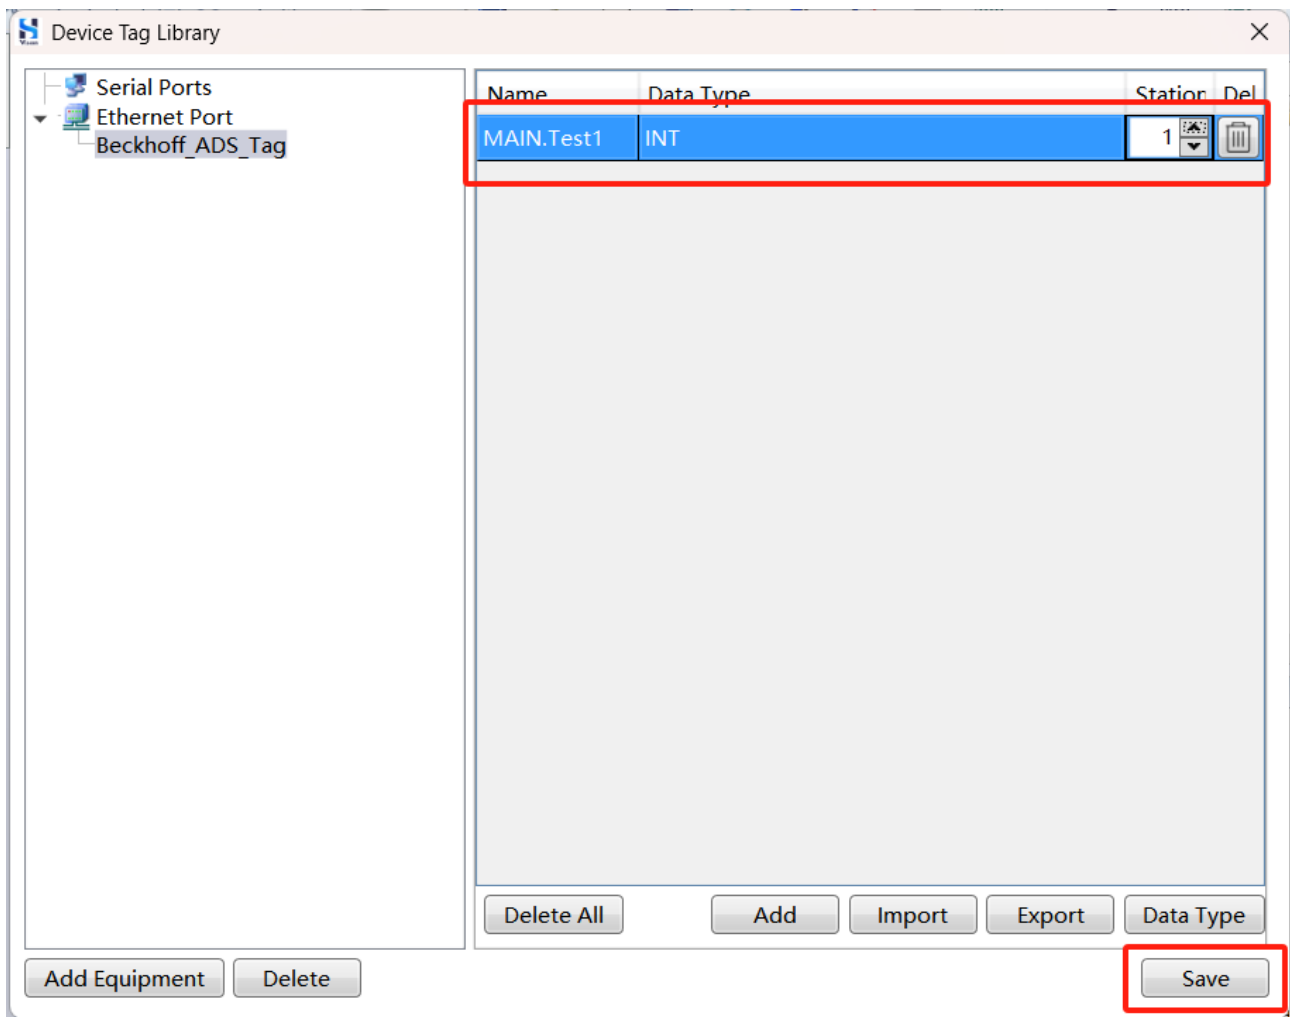 Device Tag Library
Serial Ports
Ethernet Port
Beckhoff_ADS_Tag
Name Data Type Station Del
MAIN.Test1 INT 1
Delete All Add Import Export Data Type
Add Equipment Delete Save